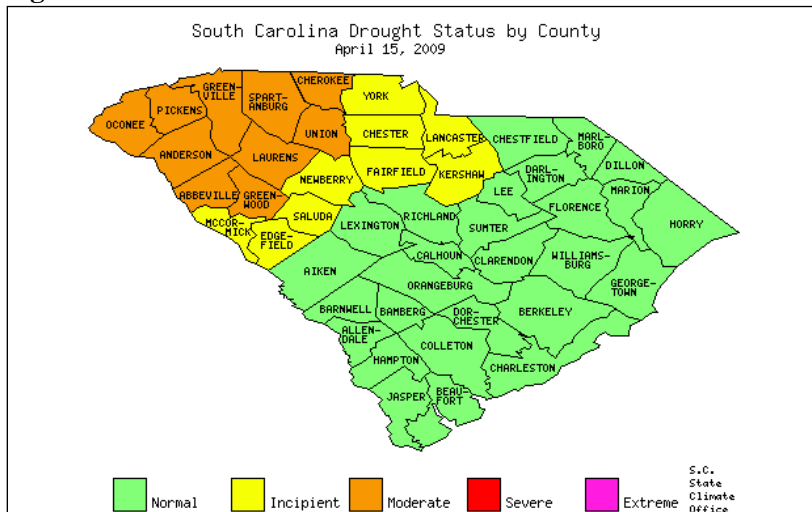 South Carolina Drought Status by County
April 15, 2009
CHEROKEE
GREEN-
VILLE
SPART-
ANBURG
YORK
PICKENS
OCONEE
UNION
CHESTER
LANCASTER
CHESTFIELD
MARL-
BORO
DILLON
ANDERSON
LAURENS
NEWBERRY
FAIRFIELD
KERSHAW
DARL-
INGTON
LEE
MARION
ABBEVILLE
GREEN-
WOOD
FLORENCE
HORRY
MCCOR-
MICK
SALUDA
EDGE-
FIELD
LEXINGTON
RICHLAND
SUMTER
CALHOUN
CLARENDON
WILLIAMS-
BURG
AIKEN
ORANGEBURG
GEORGE-
TOWN
BARNWELL
BAMBERG
DOR-
CHESTER
BERKELEY
ALLEN-
DALE
COLLETON
HAMPTON
CHARLESTON
JASPER
BEAU-
FORT
Normal
Incipient
Moderate
Severe
Extreme
S.C.
State
Climate
Office